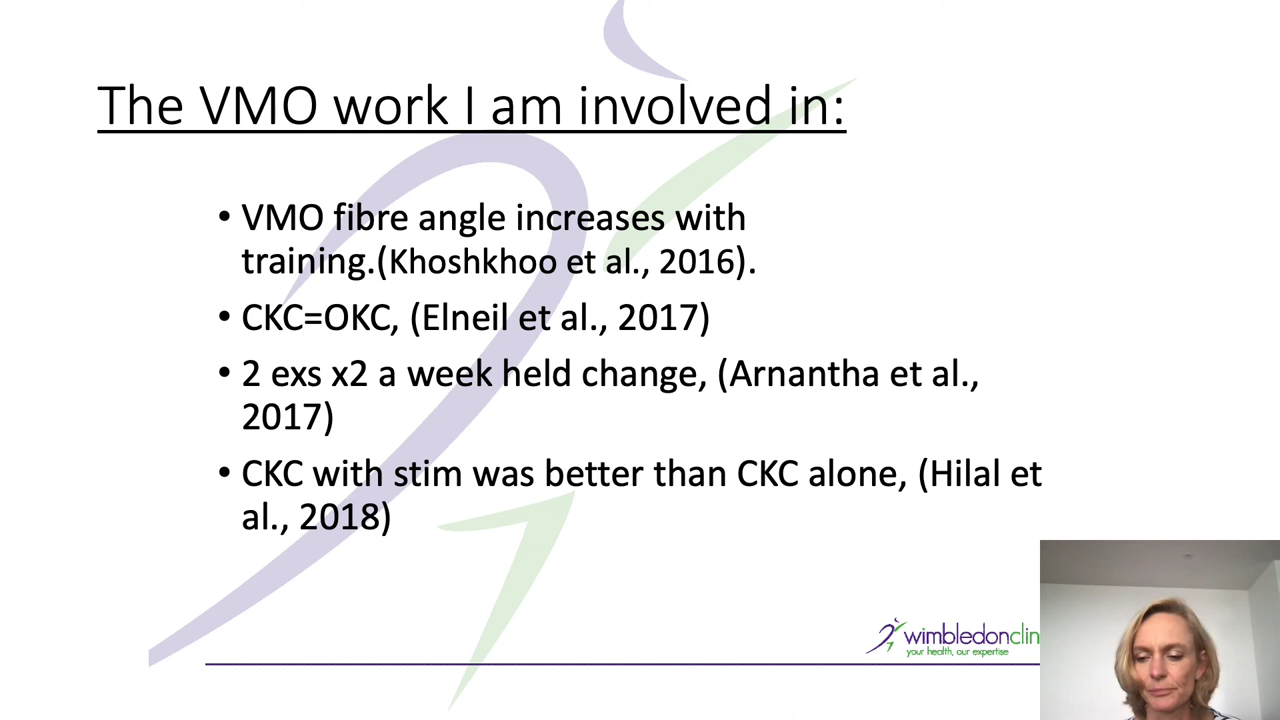 The VMO work I am involved in:
• VMO fibre angle increases with
training.(Khoshkhoo et al., 2016).
• CKC=OKC, (Elneil et al., 2017)
• 2 exs x2 a week held change, (Arnantha et al.,
2017)
• CKC with stim was better than CKC alone, (Hilal et
al., 2018)
wimbledonclin
your health, our expertise